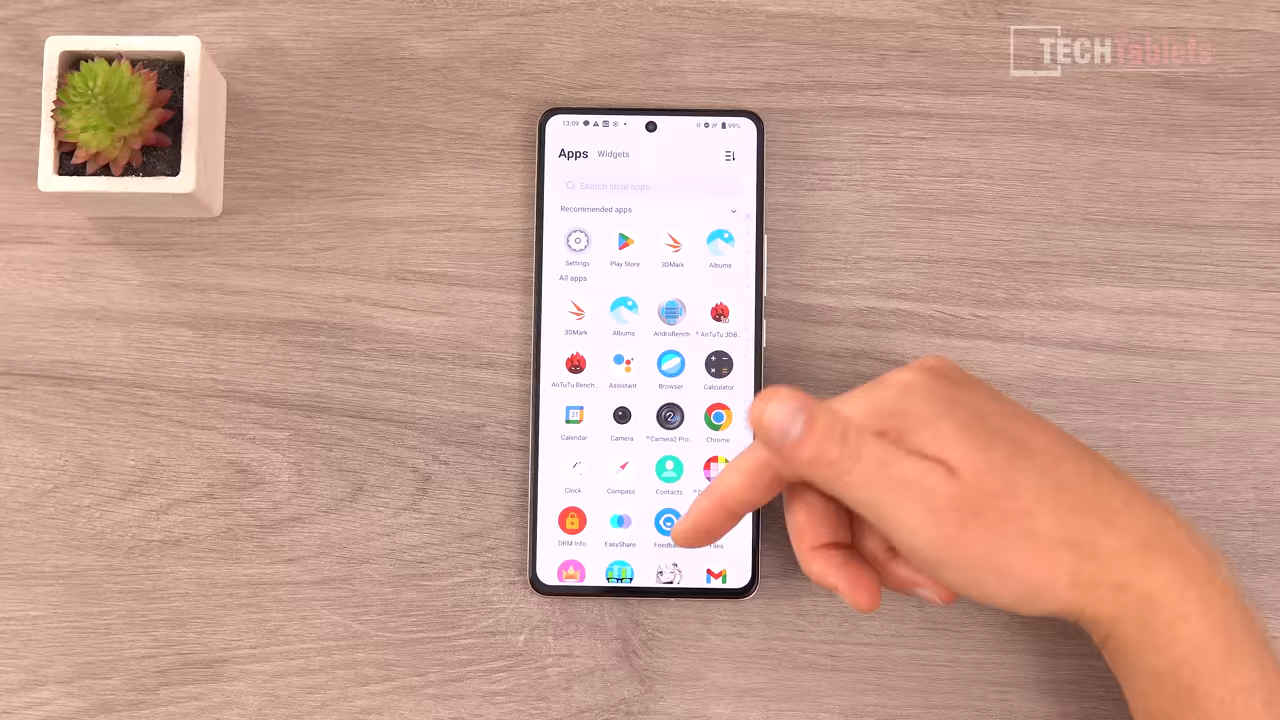 TECHTablets
13:09 99%
Apps Widgets
Search local apps
Recommended apps
Settings Play Store 3DMark Albums
All apps
3DMark Albums AndroBench AnTuTu 3DB..
AnTuTu Bench.. Assistant Browser Calculator
31
Calendar Camera Camera2 Pro.. Chrome
Clock Compass Contacts
DRM Info EasyShare Feedback Files